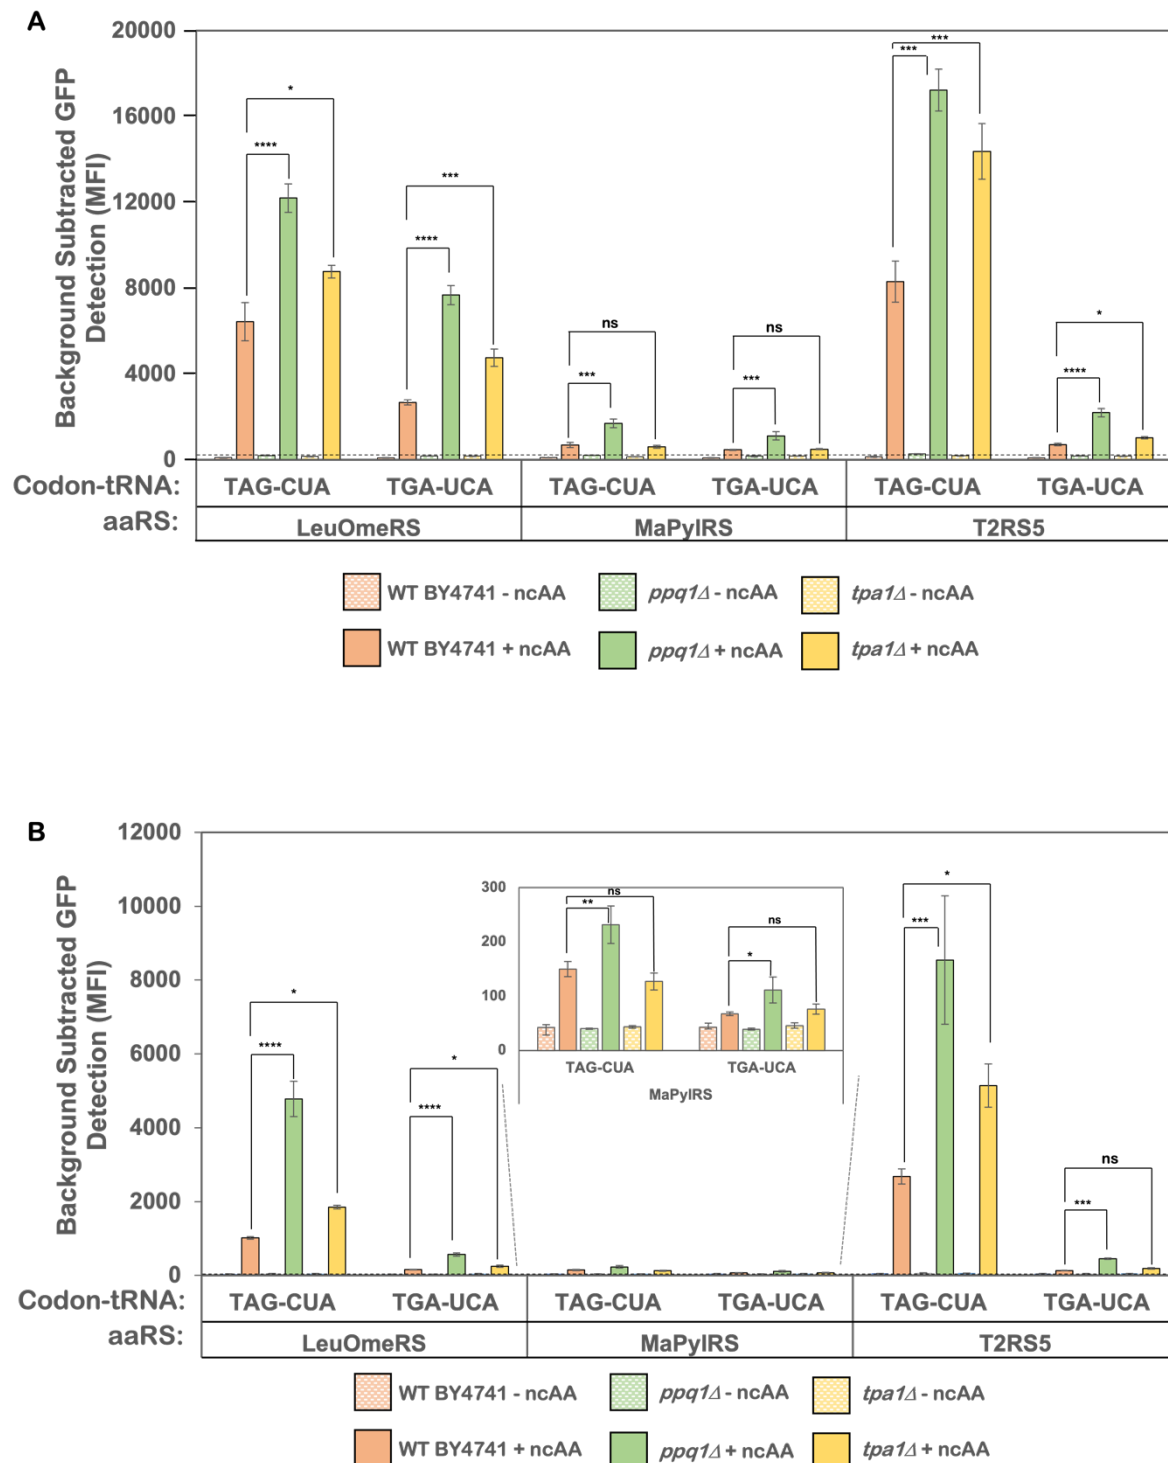 A
Background Subtracted GFP
Detection (MFI)
20000
16000
12000
8000
4000
0
*
****
***
****
ns
***
ns
***
***
***
*
****
Codon-tRNA: TAG-CUA TGA-UCA TAG-CUA TGA-UCA TAG-CUA TGA-UCA
aaRS: LeuOmeRS MaPylRS T2RS5
WT BY4741 - ncAA ppq1Δ - ncAA tpa1Δ - ncAA
WT BY4741 + ncAA ppq1Δ + ncAA tpa1Δ + ncAA
B
Background Subtracted GFP
Detection (MFI)
12000
10000
8000
6000
4000
2000
0
*
****
*
****
300
200
100
0
ns
**
ns
*
TAG-CUA TGA-UCA
MaPylRS
*
***
ns
***
Codon-tRNA: TAG-CUA TGA-UCA TAG-CUA TGA-UCA TAG-CUA TGA-UCA
aaRS: LeuOmeRS MaPylRS T2RS5
WT BY4741 - ncAA ppq1Δ - ncAA tpa1Δ - ncAA
WT BY4741 + ncAA ppq1Δ + ncAA tpa1Δ + ncAA